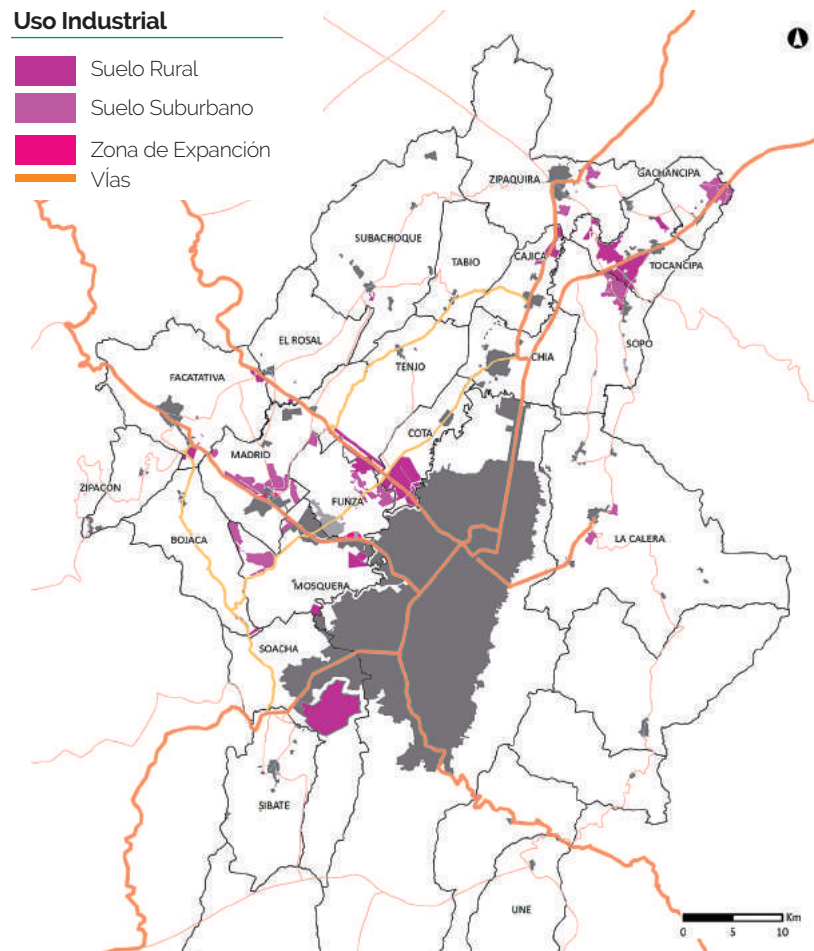 Uso Industrial
Suelo Rural
Suelo Suburbano
Zona de Expanción
VÍas
ZIPAQUIRA
GACHANCIPA
SUBACHOQUE
TABIO
CAJICA
TOCANCIPA
EL ROSAL
TENJO
CHIA
SOPO
FACATATIVA
COTA
MADRID
ZIPACON
FUNZA
BOJACA
LA CALERA
MOSQUERA
SOACHA
SIBATE
UNE
Km
0 5 10